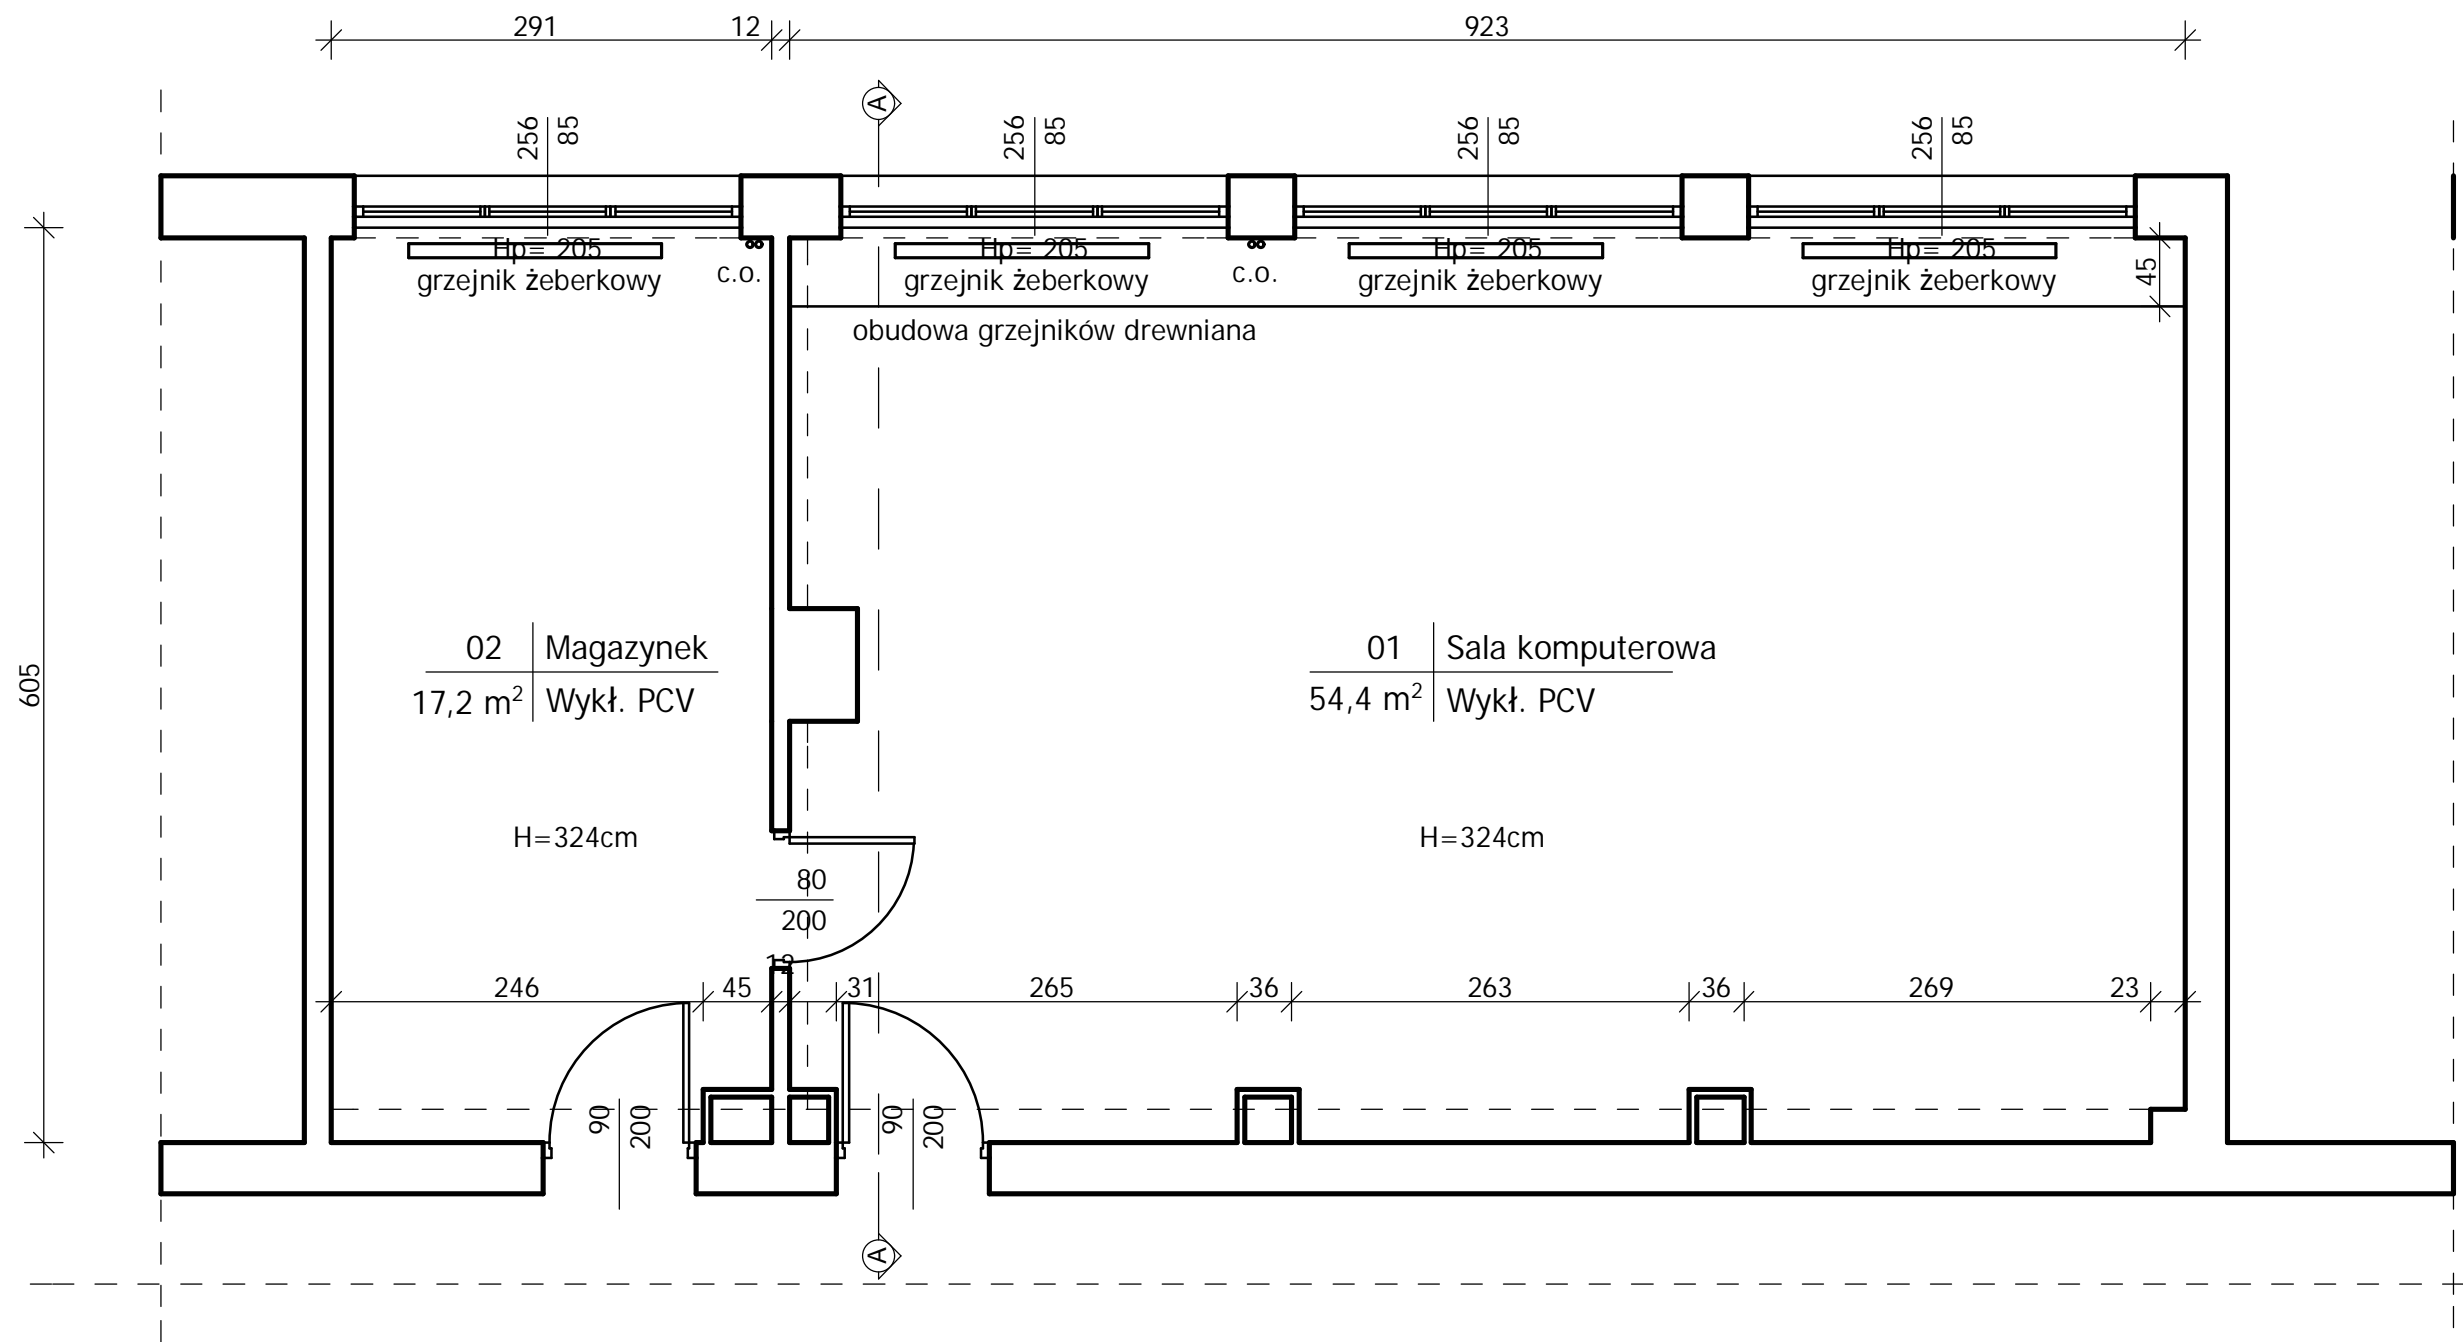 291
12
923
A
256
85
256
85
256
85
256
85
Hp= 205
Hp= 205
Hp= 205
Hp= 205
grzejnik żeberkowy
c.o.
grzejnik żeberkowy
c.o.
grzejnik żeberkowy
grzejnik żeberkowy
45
obudowa grzejników drewniana
605
02 Magazynek
17,2 m² Wykł. PCV
01 Sala komputerowa
54,4 m² Wykł. PCV
H=324cm
H=324cm
80
200
12
246
45
31
265
36
263
36
269
23
90
200
90
200
A